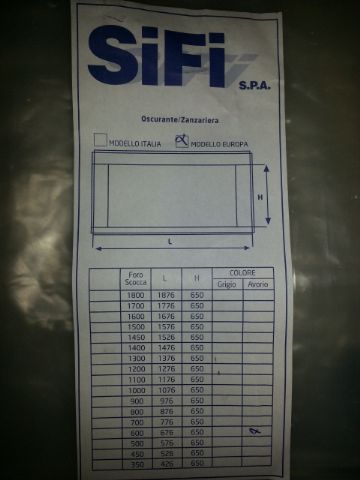 SiFi
S.P.A.
Oscurante/Zanzariera
MODELLO ITALIA x MODELLO EUROPA
H
L
Foro Scocca L H COLORE
Grigio Avorio
1800 1876 650
1700 1776 650
1600 1676 650
1500 1576 650
1450 1526 650
1400 1476 650
1300 1376 650
1200 1276 650
1100 1176 650
1000 1076 650
900 976 650
800 876 650
700 776 650
600 676 650 x
500 576 650
450 526 650
350 426 650